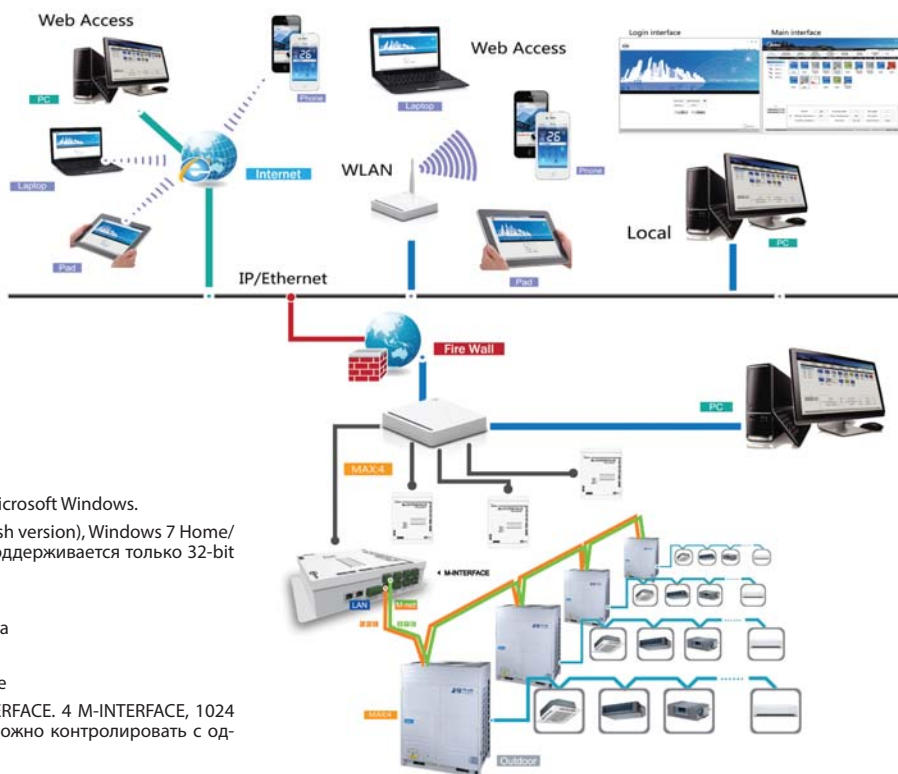 Web Access
PC
Phone
Laptop
Internet
Pad
Web Access
Laptop
WLAN
Phone
Pad
Login interface
Main interface
Local
PC
IP/Ethernet
Fire Wall
PC
MAX:4
M-INTERFACE
LAN
M-net
MAX:4
Outdoor
icrosoft Windows.
sh version), Windows 7 Home/
оддерживается только 32-bit
а
e
ERFACE. 4 M-INTERFACE, 1024
ожно контролировать с од-